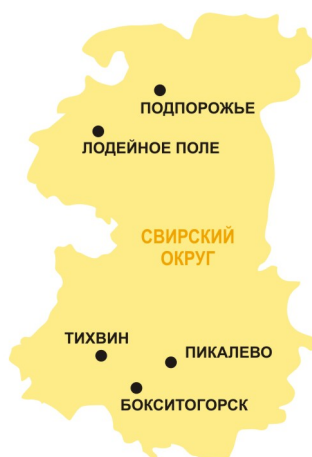 ПОДПОРОЖЬЕ
ЛОДЕЙНОЕ ПОЛЕ
СВИРСКИЙ
ОКРУГ
ТИХВИН
ПИКАЛЕВО
БОКСИТОГОРСК